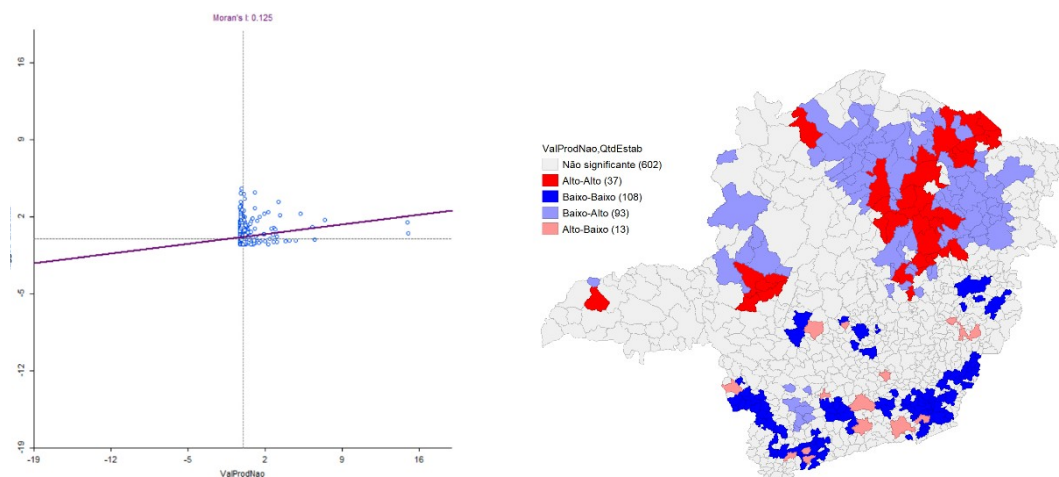 Moran's I: 0.125
16
9
2
-5
-12
-19
-19
-12
-5
2
9
16
ValProdNao
ValProdNao,QtdEstab
Não significante (602)
Alto-Alto (37)
Baixo-Baixo (108)
Baixo-Alto (93)
Alto-Baixo (13)